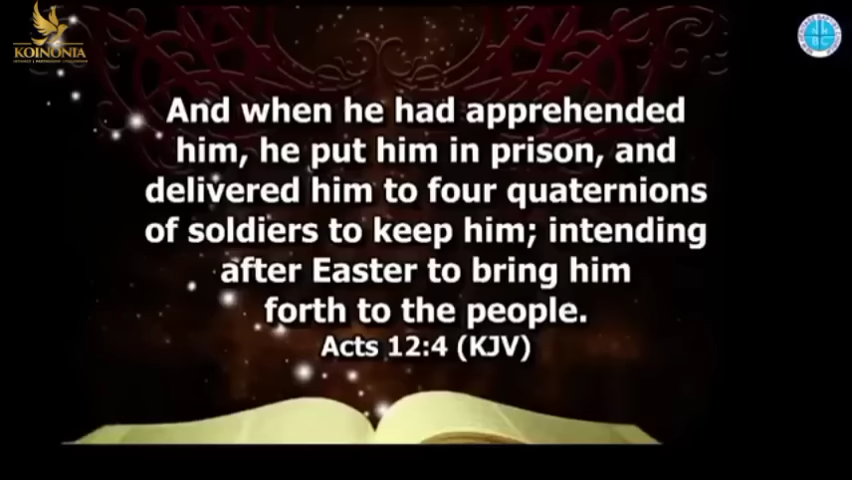 KOINONIA
And when he had apprehended
him, he put him in prison, and
delivered him to four quaternions
of soldiers to keep him; intending
after Easter to bring him
forth to the people.
Acts 12:4 (KJV)